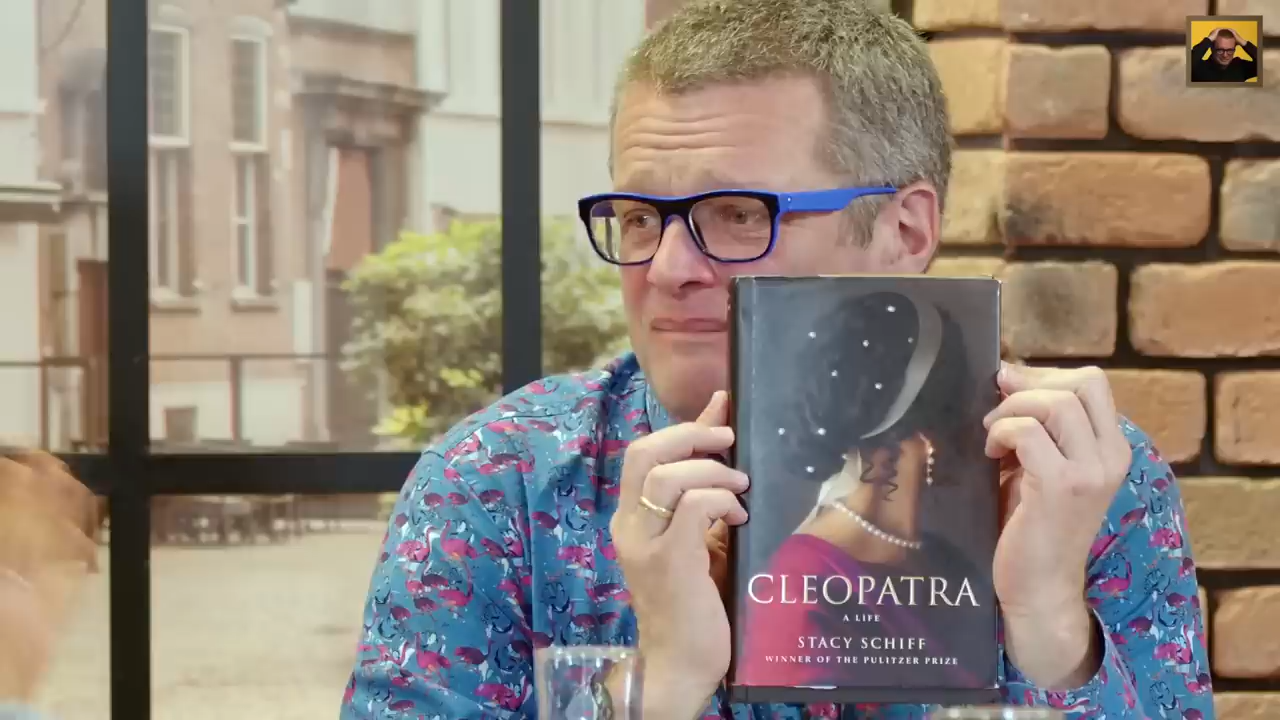 CLEOPATRA
A LIFE
STACY SCHIFF
WINNER OF THE PULITZER PRIZE